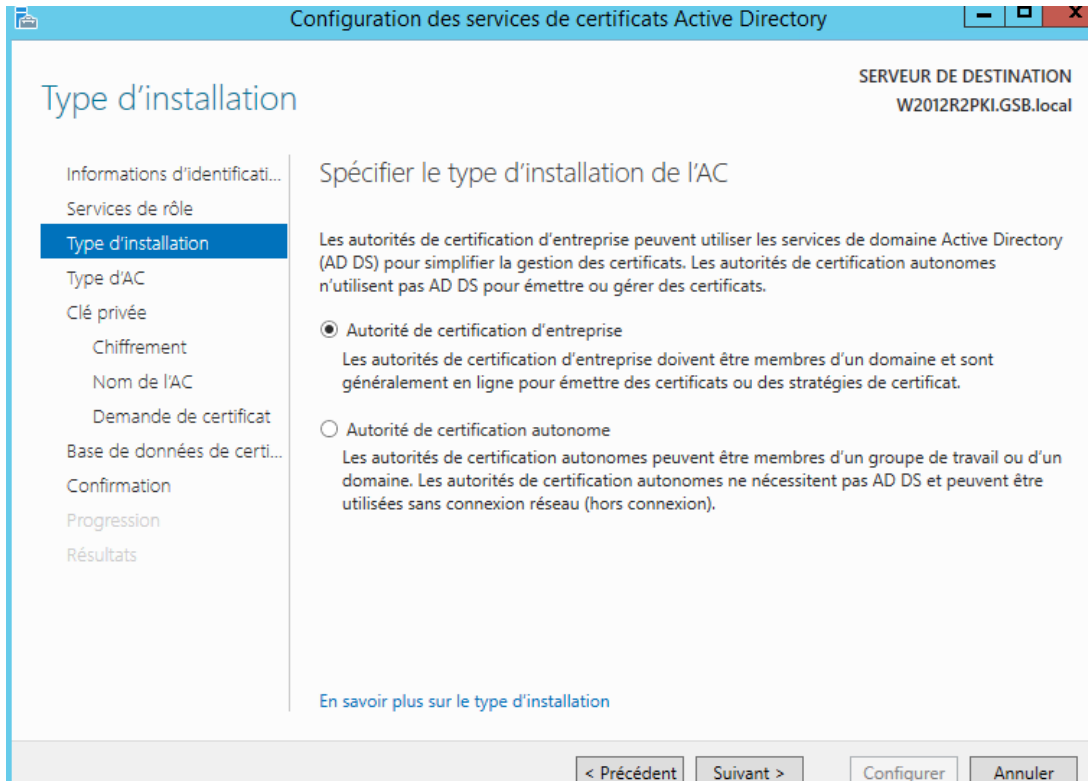 Configuration des services de certificats Active Directory
Type d'installation
SERVEUR DE DESTINATION
W2012R2PKI.GSB.local
Informations d'identificati...
Services de rôle
Type d'installation
Type d'AC
Clé privée
Chiffrement
Nom de l'AC
Demande de certificat
Base de données de certi...
Confirmation
Progression
Résultats
Spécifier le type d'installation de l'AC
Les autorités de certification d'entreprise peuvent utiliser les services de domaine Active Directory
(AD DS) pour simplifier la gestion des certificats. Les autorités de certification autonomes
n'utilisent pas AD DS pour émettre ou gérer des certificats.
Autorité de certification d'entreprise
Les autorités de certification d'entreprise doivent être membres d'un domaine et sont
généralement en ligne pour émettre des certificats ou des stratégies de certificat.
Autorité de certification autonome
Les autorités de certification autonomes peuvent être membres d'un groupe de travail ou d'un
domaine. Les autorités de certification autonomes ne nécessitent pas AD DS et peuvent être
utilisées sans connexion réseau (hors connexion).
En savoir plus sur le type d'installation
< Précédent Suivant > Configurer Annuler